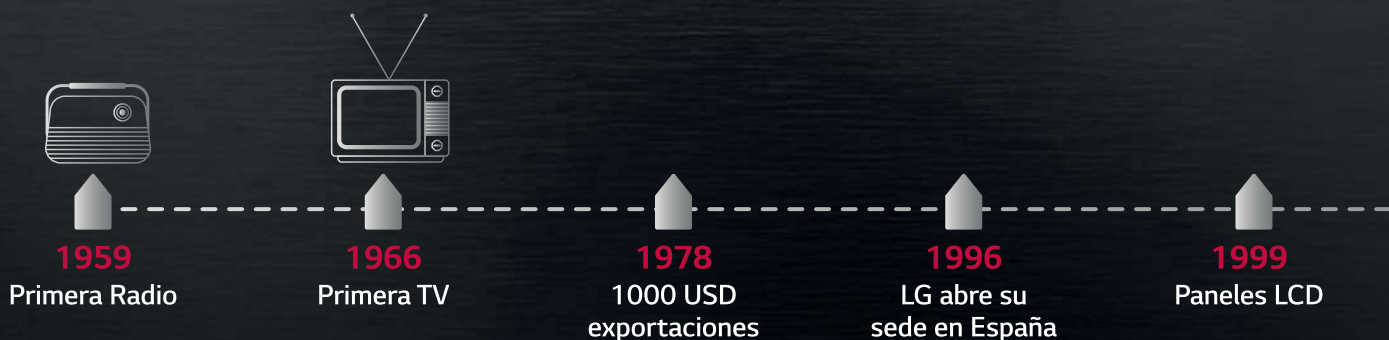 1959
Primera Radio
1966
Primera TV
1978
1000 USD
exportaciones
1996
LG abre su
sede en España
1999
Paneles LCD